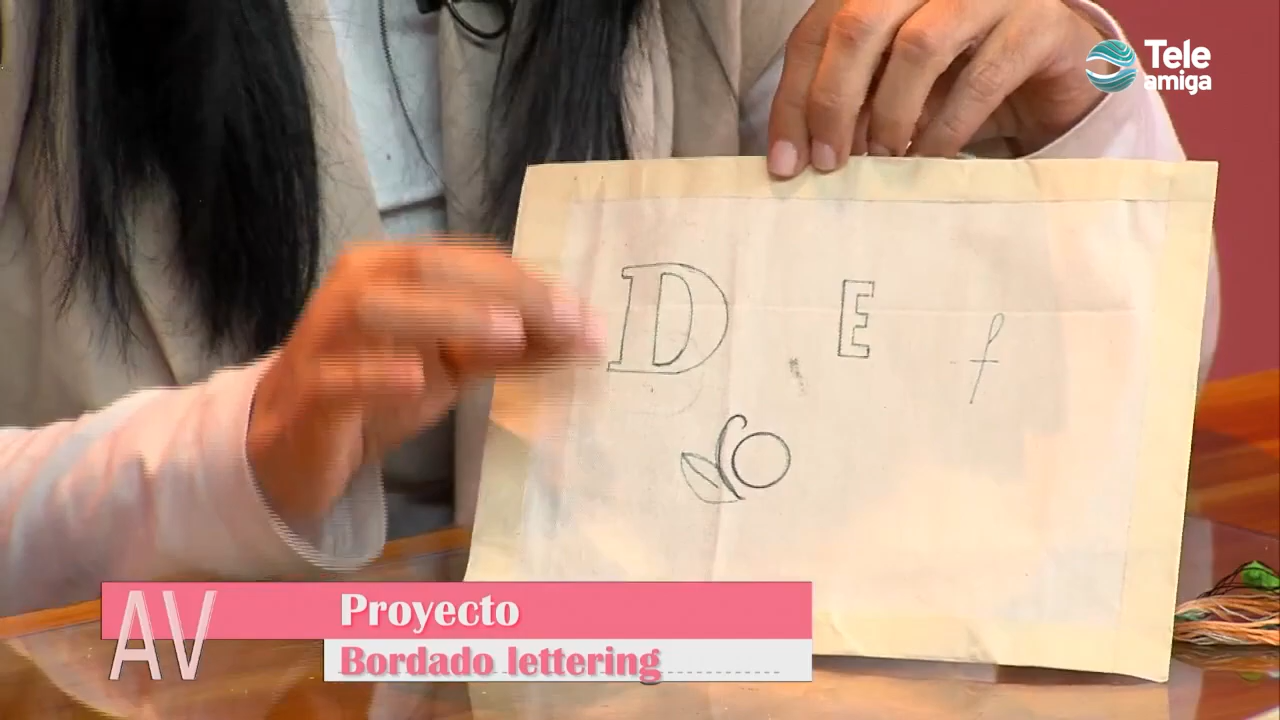 Tele
amiga
D E f
AV
Proyecto
Bordado lettering